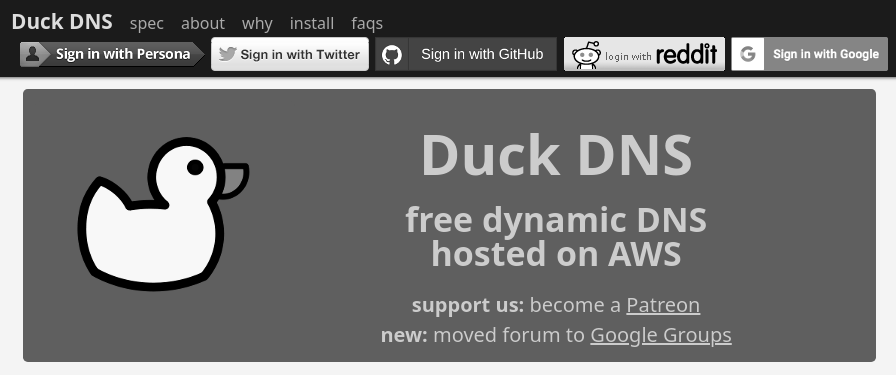 Duck DNS spec about why install faqs
Sign in with Persona Sign in with Twitter Sign in with GitHub login with reddit Sign in with Google
Duck DNS
free dynamic DNS
hosted on AWS
support us: become a Patreon
new: moved forum to Google Groups